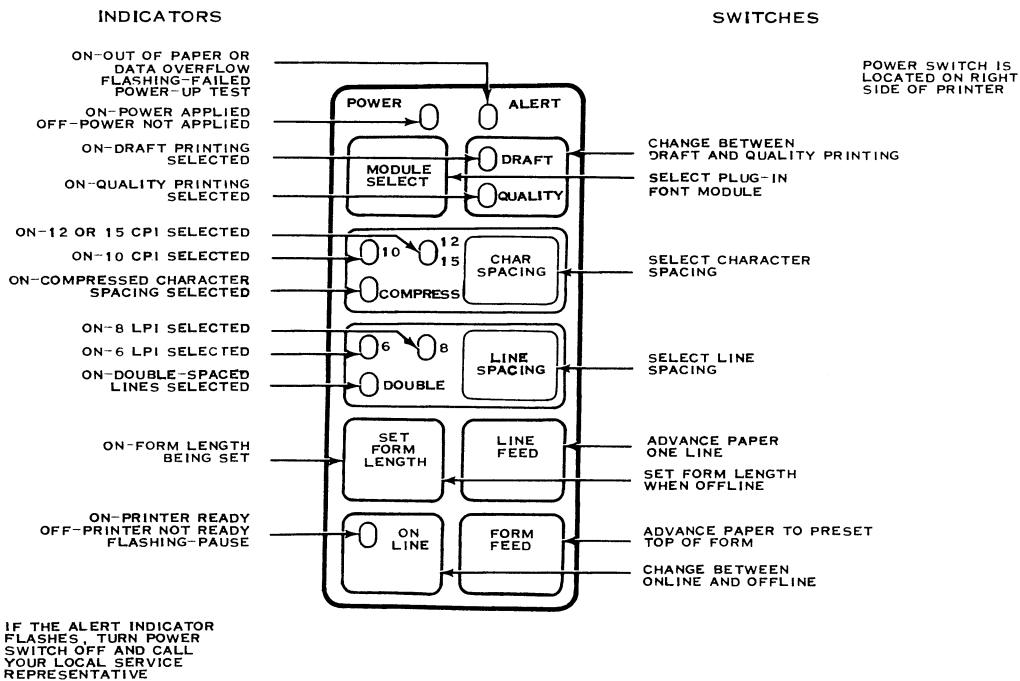 INDICATORS
SWITCHES
ON-OUT OF PAPER OR
DATA OVERFLOW
FLASHING-FAILED
POWER-UP TEST
ON-POWER APPLIED
OFF-POWER NOT APPLIED
ON-DRAFT PRINTING
SELECTED
ON-QUALITY PRINTING
SELECTED
ON-12 OR 15 CPI SELECTED
ON-10 CPI SELECTED
ON-COMPRESSED CHARACTER
SPACING SELECTED
ON-8 LPI SELECTED
ON-6 LPI SELECTED
ON-DOUBLE-SPACED
LINES SELECTED
ON-FORM LENGTH
BEING SET
ON-PRINTER READY
OFF-PRINTER NOT READY
FLASHING-PAUSE
IF THE ALERT INDICATOR
FLASHES, TURN POWER
SWITCH OFF AND CALL
YOUR LOCAL SERVICE
REPRESENTATIVE
POWER
ALERT
MODULE
SELECT
DRAFT
QUALITY
10
12
15
COMPRESS
CHAR
SPACING
6
8
DOUBLE
LINE
SPACING
SET
FORM
LENGTH
LINE
FEED
ON
LINE
FORM
FEED
POWER SWITCH IS
LOCATED ON RIGHT
SIDE OF PRINTER
CHANGE BETWEEN
DRAFT AND QUALITY PRINTING
SELECT PLUG-IN
FONT MODULE
SELECT CHARACTER
SPACING
SELECT LINE
SPACING
ADVANCE PAPER
ONE LINE
SET FORM LENGTH
WHEN OFFLINE
ADVANCE PAPER TO PRESET
TOP OF FORM
CHANGE BETWEEN
ONLINE AND OFFLINE